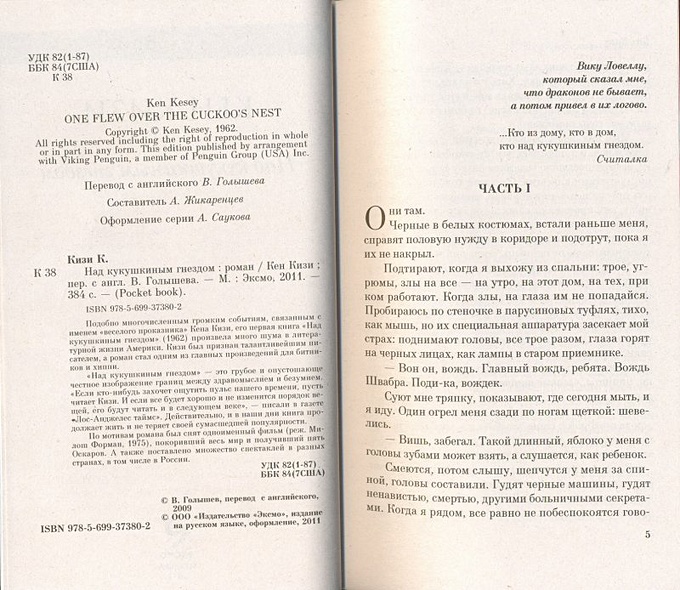 УДК 82(1-87)
ББК 84(7США)
К 38
Ken Kesey
ONE FLEW OVER THE CUCKOO'S NEST
Copyright © Ken Kesey, 1962.
All rights reserved including the right of reproduction in whole
or in part in any form. This edition published by arrangement
with Viking Penguin, a member of Penguin Group (USA) Inc.
Перевод с английского В. Голышева
Составитель А. Жикаренцев
Оформление серии А. Саукова
Кизи К.
К 38 Над кукушкиным гнездом : роман / Кен Кизи ;
пер. с англ. В. Голышева. — М. : Эксмо, 2011. —
384 с. — (Pocket book).
ISBN 978-5-699-37380-2
Подобно многочисленным громким событиям, связанным с
именем «веселого проказника» Кена Кизи, его первая книга «Над
кукушкиным гнездом» (1962) произвела много шума в литера-
турной жизни Америки. Кизи был признан талантливейшим пи-
сателем, а роман стал одним из главных произведений для битни-
ков и хиппи.
«Над кукушкиным гнездом» — это грубое и опустошающе
честное изображение границ между здравомыслием и безумием.
«Если кто-нибудь захочет ощутить пульс нашего времени, пусть
читает Кизи. И если все будет хорошо и не изменится порядок ве-
щей, его будут читать и в следующем веке», — писали в газете
«Лос-Анджелес таймс». Действительно, и в наши дни книга про-
должает жить и не теряет своей сумасшедшей популярности.
По мотивам романа был снят одноименный фильм (реж. Ми-
лош Форман, 1975), покоривший весь мир и получивший пять
Оскаров. А также поставлено множество спектаклей в разных
странах, в том числе в России.
УДК 82(1-87)
ББК 84(7США)
© В. Голышев, перевод с английского,
2009
© ООО «Издательство «Эксмо», издание
на русском языке, оформление, 2011
ISBN 978-5-699-37380-2
Вику Ловеллу,
который сказал мне,
что драконов не бывает,
а потом привел в их логово.
...Кто из дому, кто в дом,
кто над кукушкиным гнездом.
Считалка
ЧАСТЬ I
Они там.
Черные в белых костюмах, встали раньше меня,
справят половую нужду в коридоре и подотрут, пока я
их не накрыл.
Подтирают, когда я выхожу из спальни: трое, уг-
рюмы, злы на все — на утро, на этот дом, на тех, при
ком работают. Когда злы, на глаза им не попадайся.
Пробираюсь по стеночке в парусиновых туфлях, тихо,
как мышь, но их специальная аппаратура засекает мой
страх: поднимают головы, все трое разом, глаза горят
на черных лицах, как лампы в старом приемнике.
— Вон он, вождь. Главный вождь, ребята. Вождь
Швабра. Поди-ка, вождек.
Суют мне тряпку, показывают, где сегодня мыть, и
я иду. Один огрел меня сзади по ногам щеткой: шеве-
лись.
— Вишь, забегал. Такой длинный, яблоко у меня с
головы зубами может взять, а слушается, как ребенок.
Смеются, потом слышу, шепчутся у меня за спи-
ной, головы составили. Гудят черные машины, гудят
ненавистью, смертью, другими больничными секрета-
ми. Когда я рядом, все равно не побеспокоятся гово-
5